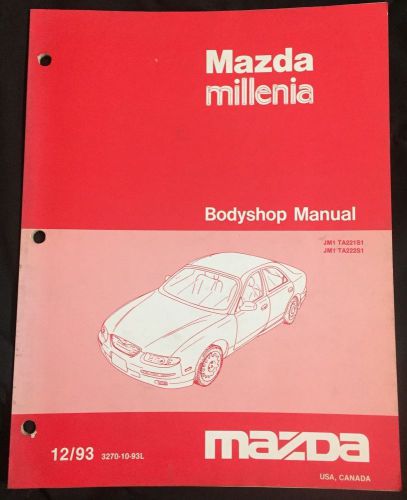 Mazda
millenia
Bodyshop Manual
JM1 TA221S1
JM1 TA222S1
12/93 3270-10-93L
mazda
USA, CANADA